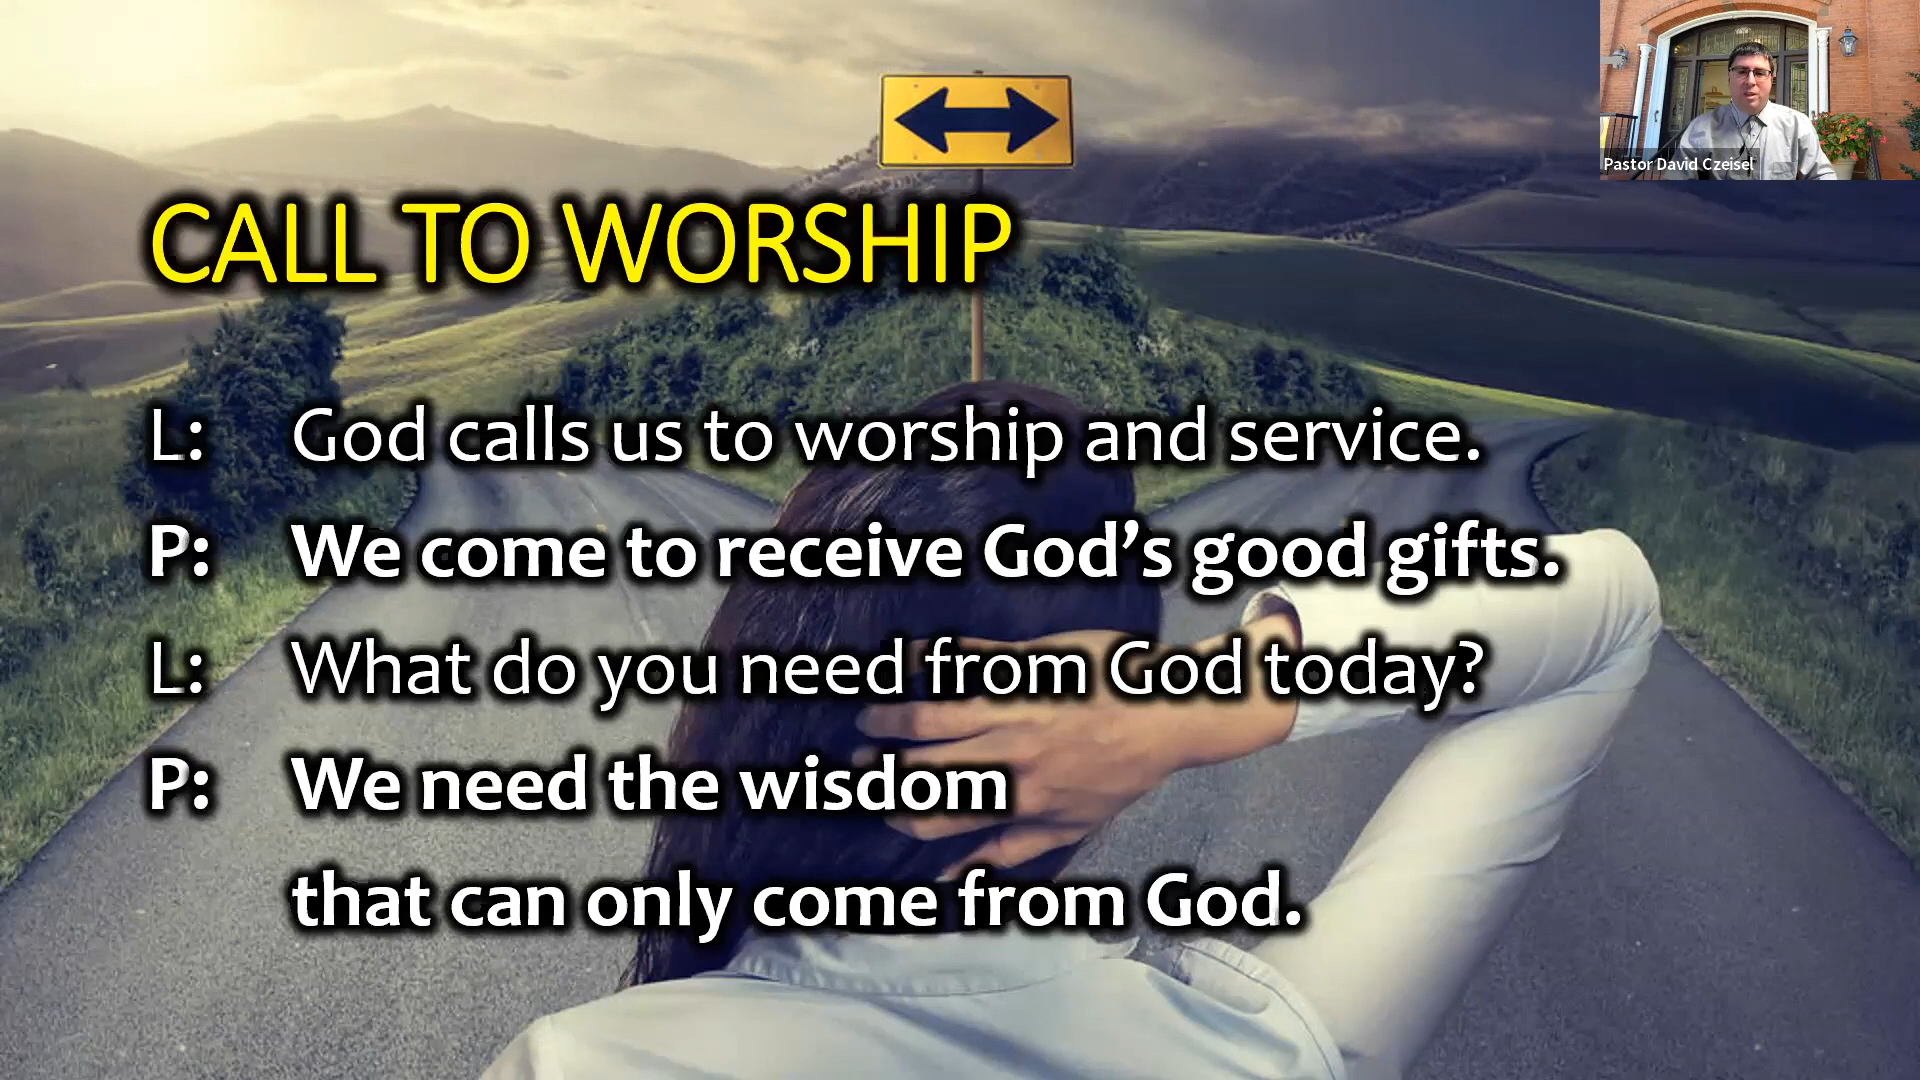 Pastor David Czeisel
CALL TO WORSHIP
L: God calls us to worship and service.
P: We come to receive God’s good gifts.
L: What do you need from God today?
P: We need the wisdom
that can only come from God.